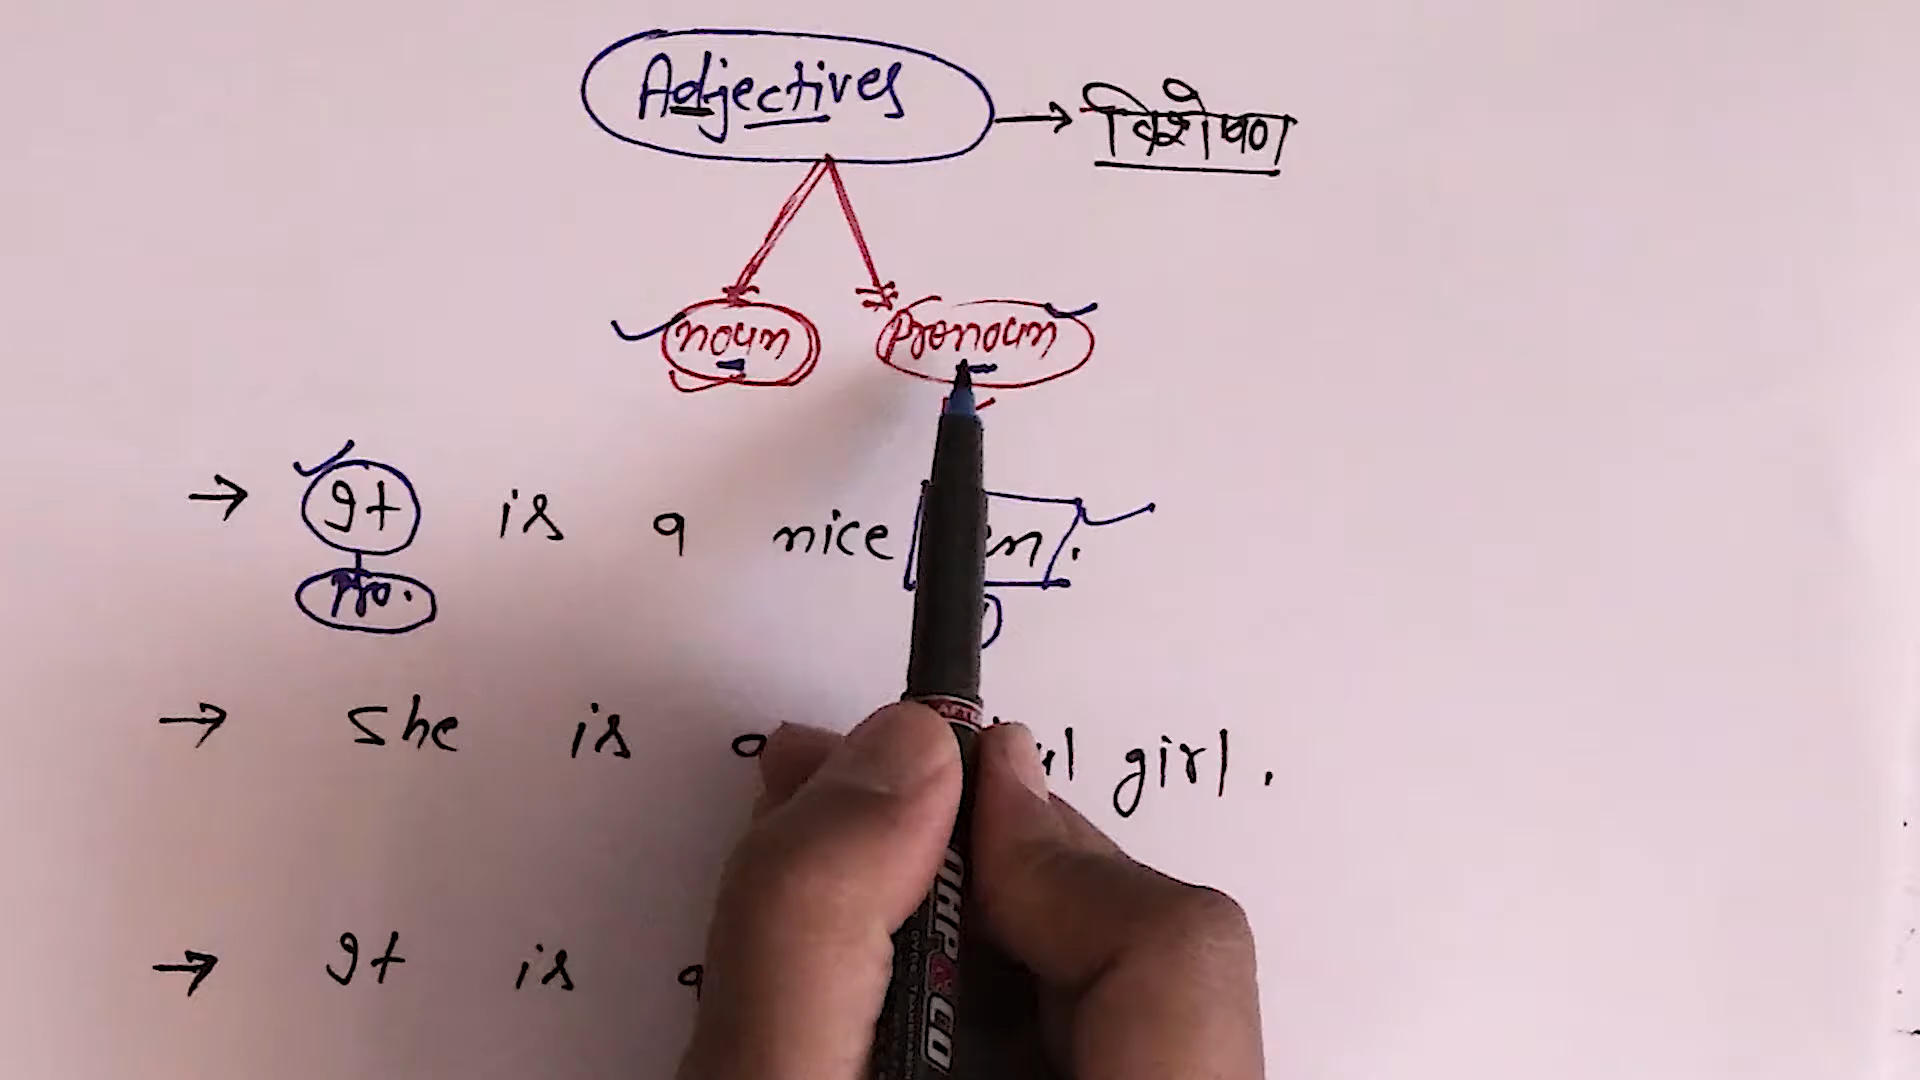 Adjectives → विशेषण
noun Pronoun
→ It is a nice
Pro.
→ She is a girl.
→ It is a